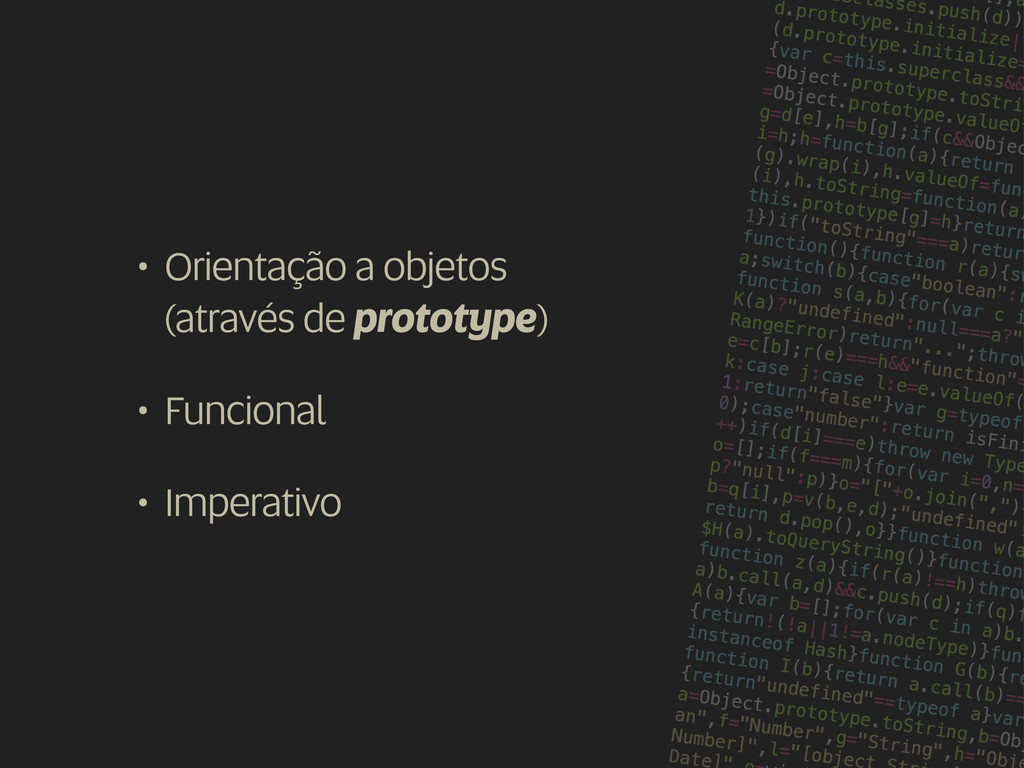 • Orientação a objetos
(através de prototype)
• Funcional
• Imperativo
classes.push(d))
d.prototype.initialize|
(d.prototype.initialize=
{var c=this.superclass&&
=Object.prototype.toStri
=Object.prototype.valueO
g=d[e],h=b[g];if(c&&Objec
i=h;h=function(a){return
(g).wrap(i),h.valueOf=fun
(i),h.toString=function(a
this.prototype[g]=h}return
1})if("toString"===a)retur
function(){function r(a){s
a;switch(b){case"boolean":
function s(a,b){for(var c i
K(a)?"undefined":null===a?"
RangeError)return"...";throw
e=c[b];r(e)===h&&"function"=
k:case j:case l:e=e.valueOf(
1:return"false"}var g=typeof
0);case"number":return isFini
++)if(d[i]===e)throw new Type
o=[];if(f===m){for(var i=0,n=
p?"null":p)}o="["+o.join(",")
b=q[i],p=v(b,e,d);"undefined"
return d.pop(),o}}function w(a
$H(a).toQueryString()}function
function z(a){if(r(a)!==h)throw
a)b.call(a,d)&&c.push(d);if(q)
A(a){var b=[];for(var c in a)b.
{return!(!a||1!=a.nodeType)}fun
instanceof Hash}function G(b){re
function I(b){return a.call(b)==
{return"undefined"==typeof a}var
a=Object.prototype.toString,b=Ob
an",f="Number",g="String",h="Obj
Number]",l="[object Stri
Date]"